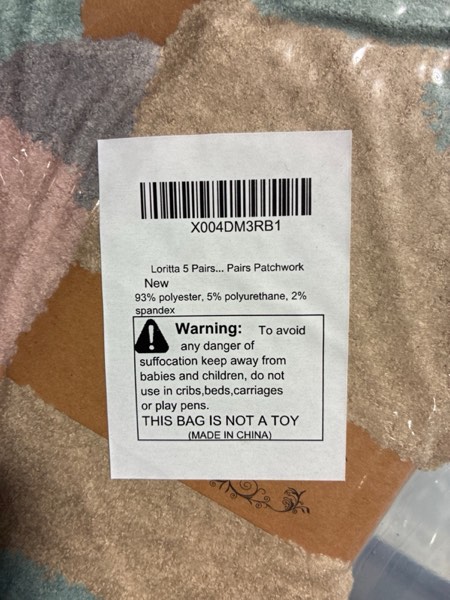 X004DM3RB1
Loritta 5 Pairs... Pairs Patchwork
New
93% polyester, 5% polyurethane, 2%
spandex
Warning: To avoid
any danger of
suffocation keep away from
babies and children, do not
use in cribs,beds,carriages
or play pens.
THIS BAG IS NOT A TOY
(MADE IN CHINA)